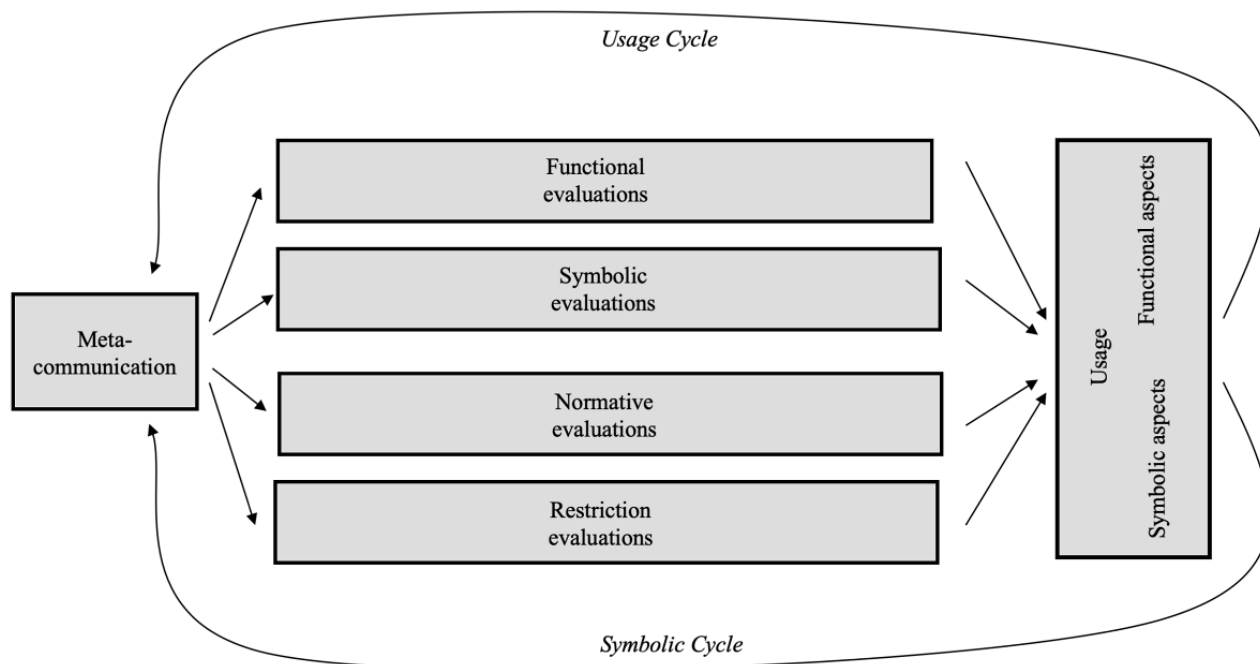 Usage Cycle
Functional
evaluations
Symbolic
evaluations
Meta-
communication
Normative
evaluations
Restriction
evaluations
Usage
Functional aspects
Symbolic aspects
Symbolic Cycle